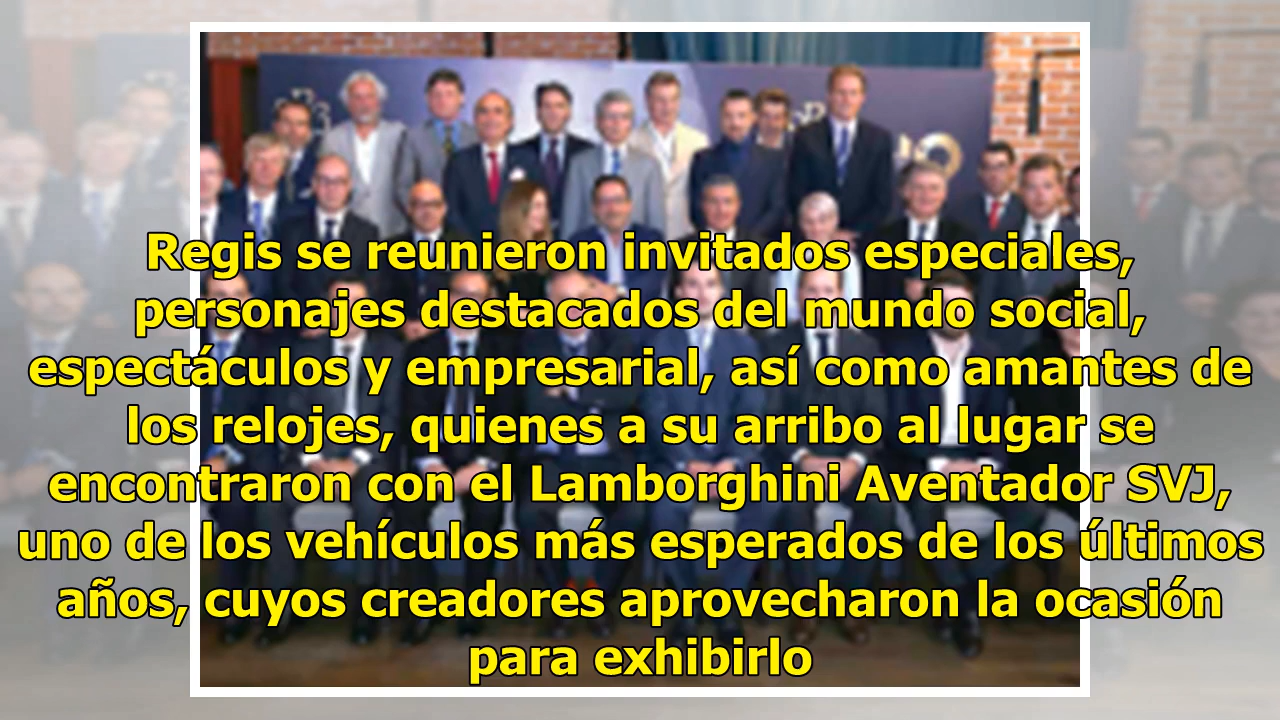 Regis se reunieron invitados especiales,
personajes destacados del mundo social,
espectáculos y empresarial, así como amantes de
los relojes, quienes a su arribo al lugar se
encontraron con el Lamborghini Aventador SVJ,
uno de los vehículos más esperados de los últimos
años, cuyos creadores aprovecharon la ocasión
para exhibirlo